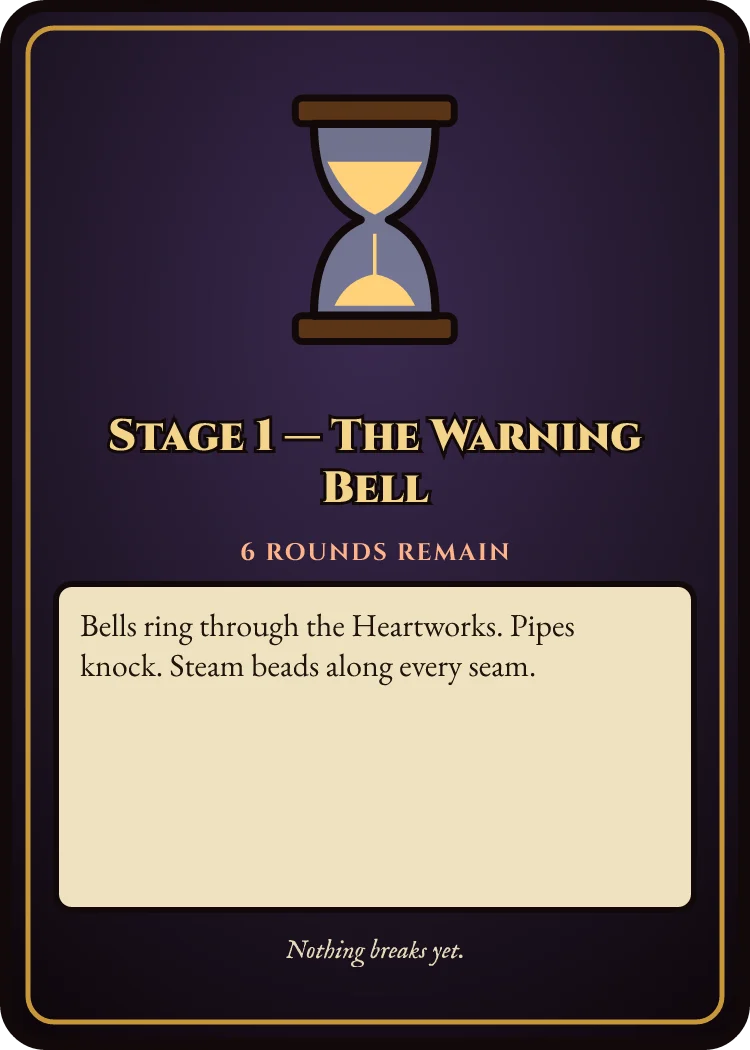 Stage 1 — The Warning
Bell
6 ROUNDS REMAIN
Bells ring through the Heartworks. Pipes
knock. Steam beads along every seam.
Nothing breaks yet.